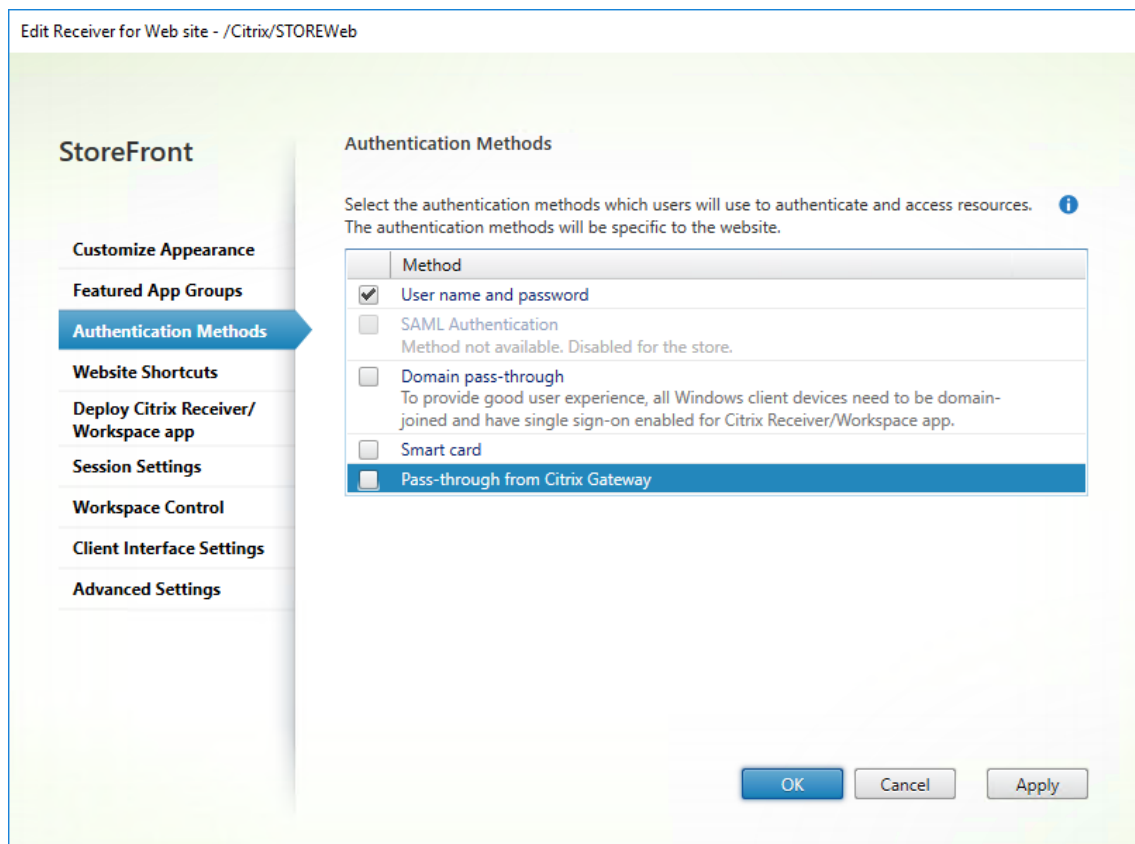 Edit Receiver for Web site - /Citrix/STOREWeb
StoreFront
Customize Appearance
Featured App Groups
Authentication Methods
Website Shortcuts
Deploy Citrix Receiver/
Workspace app
Session Settings
Workspace Control
Client Interface Settings
Advanced Settings
Authentication Methods
Select the authentication methods which users will use to authenticate and access resources.
The authentication methods will be specific to the website.
Method
User name and password
SAML Authentication
Method not available. Disabled for the store.
Domain pass-through
To provide good user experience, all Windows client devices need to be domain-
joined and have single sign-on enabled for Citrix Receiver/Workspace app.
Smart card
Pass-through from Citrix Gateway
OK
Cancel
Apply